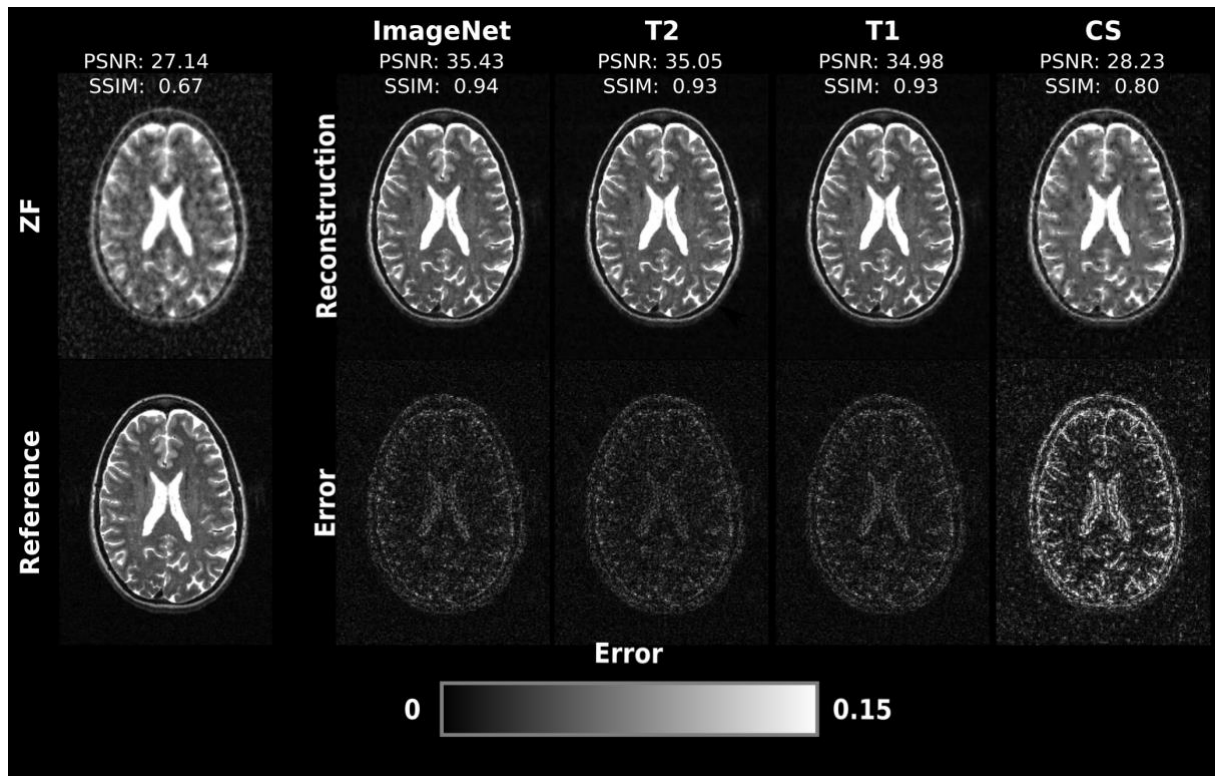 ImageNet
T2
T1
CS
PSNR: 27.14
SSIM: 0.67
PSNR: 35.43
SSIM: 0.94
PSNR: 35.05
SSIM: 0.93
PSNR: 34.98
SSIM: 0.93
PSNR: 28.23
SSIM: 0.80
ZF
Reconstruction
Reference
Error
Error
0
0.15